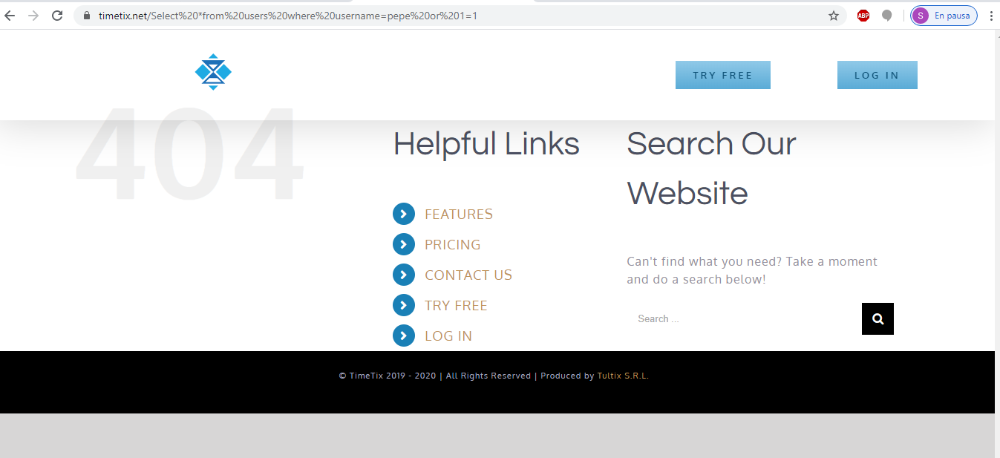 timetix.net/Select%20*from%20users%20where%20username=pepe%20or%201=1
ABP
S
En pausa
TRY FREE
LOG IN
404
Helpful Links
FEATURES
PRICING
CONTACT US
TRY FREE
LOG IN
Search Our
Website
Can't find what you need? Take a moment
and do a search below!
Search ...
© TimeTix 2019 - 2020 | All Rights Reserved | Produced by Tultix S.R.L.